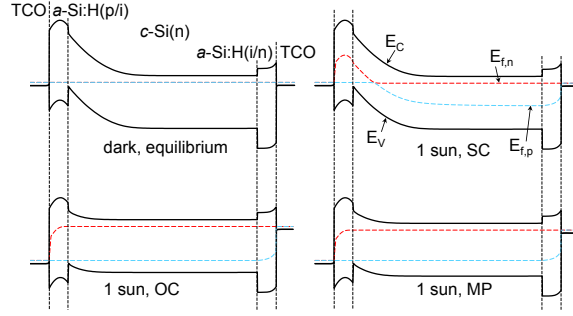 TCO a-Si:H(p/i)
c-Si(n)
a-Si:H(i/n) TCO
dark, equilibrium
E_C
E_f,n
E_V
E_f,p
1 sun, SC
1 sun, OC
1 sun, MP